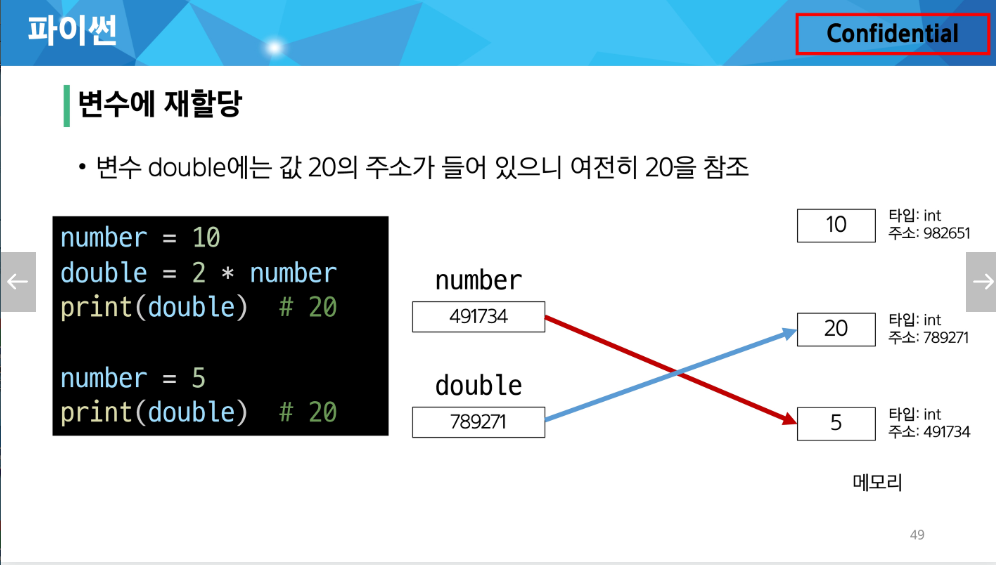 파이썬
Confidential
변수에 재할당
• 변수 double에는 값 20의 주소가 들어 있으니 여전히 20을 참조
number = 10
double = 2 * number
print(double)  # 20
number = 5
print(double)  # 20
number
491734
double
789271
10
타입: int
주소: 982651
20
타입: int
주소: 789271
5
타입: int
주소: 491734
메모리
49